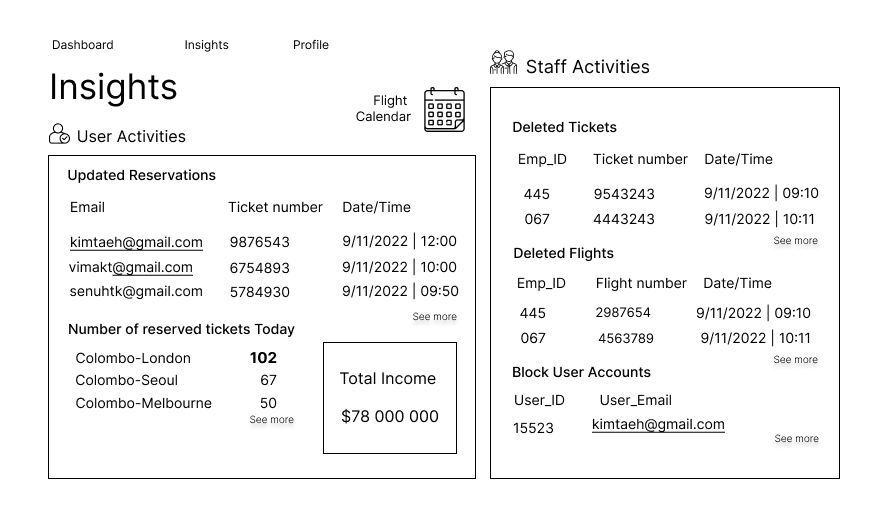 Dashboard Insights Profile
Insights
Flight
Calendar
User Activities
Updated Reservations
Email Ticket number Date/Time
kimtaeh@gmail.com 9876543 9/11/2022 | 12:00
vimakt@gmail.com 6754893 9/11/2022 | 10:00
senuhtk@gmail.com 5784930 9/11/2022 | 09:50
See more
Number of reserved tickets Today
Colombo-London 102
Colombo-Seoul 67
Colombo-Melbourne 50
See more
Total Income
$78 000 000
Staff Activities
Deleted Tickets
Emp_ID Ticket number Date/Time
445 9543243 9/11/2022 | 09:10
067 4443243 9/11/2022 | 10:11
See more
Deleted Flights
Emp_ID Flight number Date/Time
445 2987654 9/11/2022 | 09:10
067 4563789 9/11/2022 | 10:11
See more
Block User Accounts
User_ID User_Email
15523 kimtaeh@gmail.com
See more